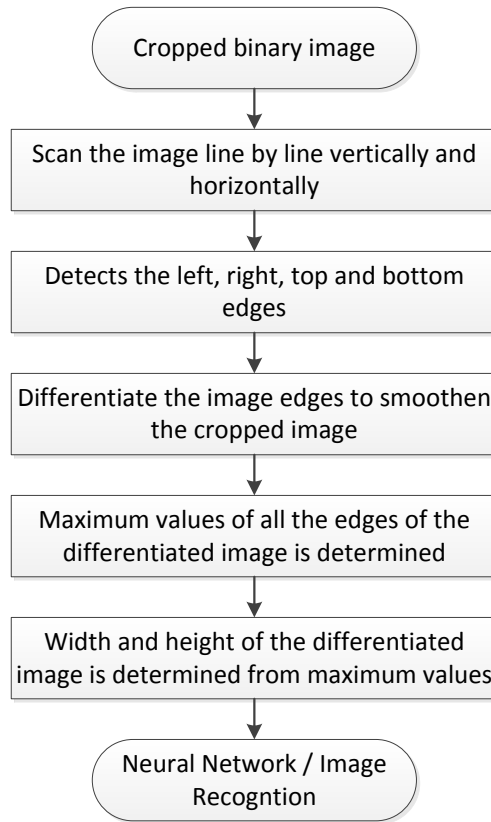 Cropped binary image
Scan the image line by line vertically and
horizontally
Detects the left, right, top and bottom
edges
Differentiate the image edges to smoothen
the cropped image
Maximum values of all the edges of the
differentiated image is determined
Width and height of the differentiated
image is determined from maximum values
Neural Network / Image
Recogntion